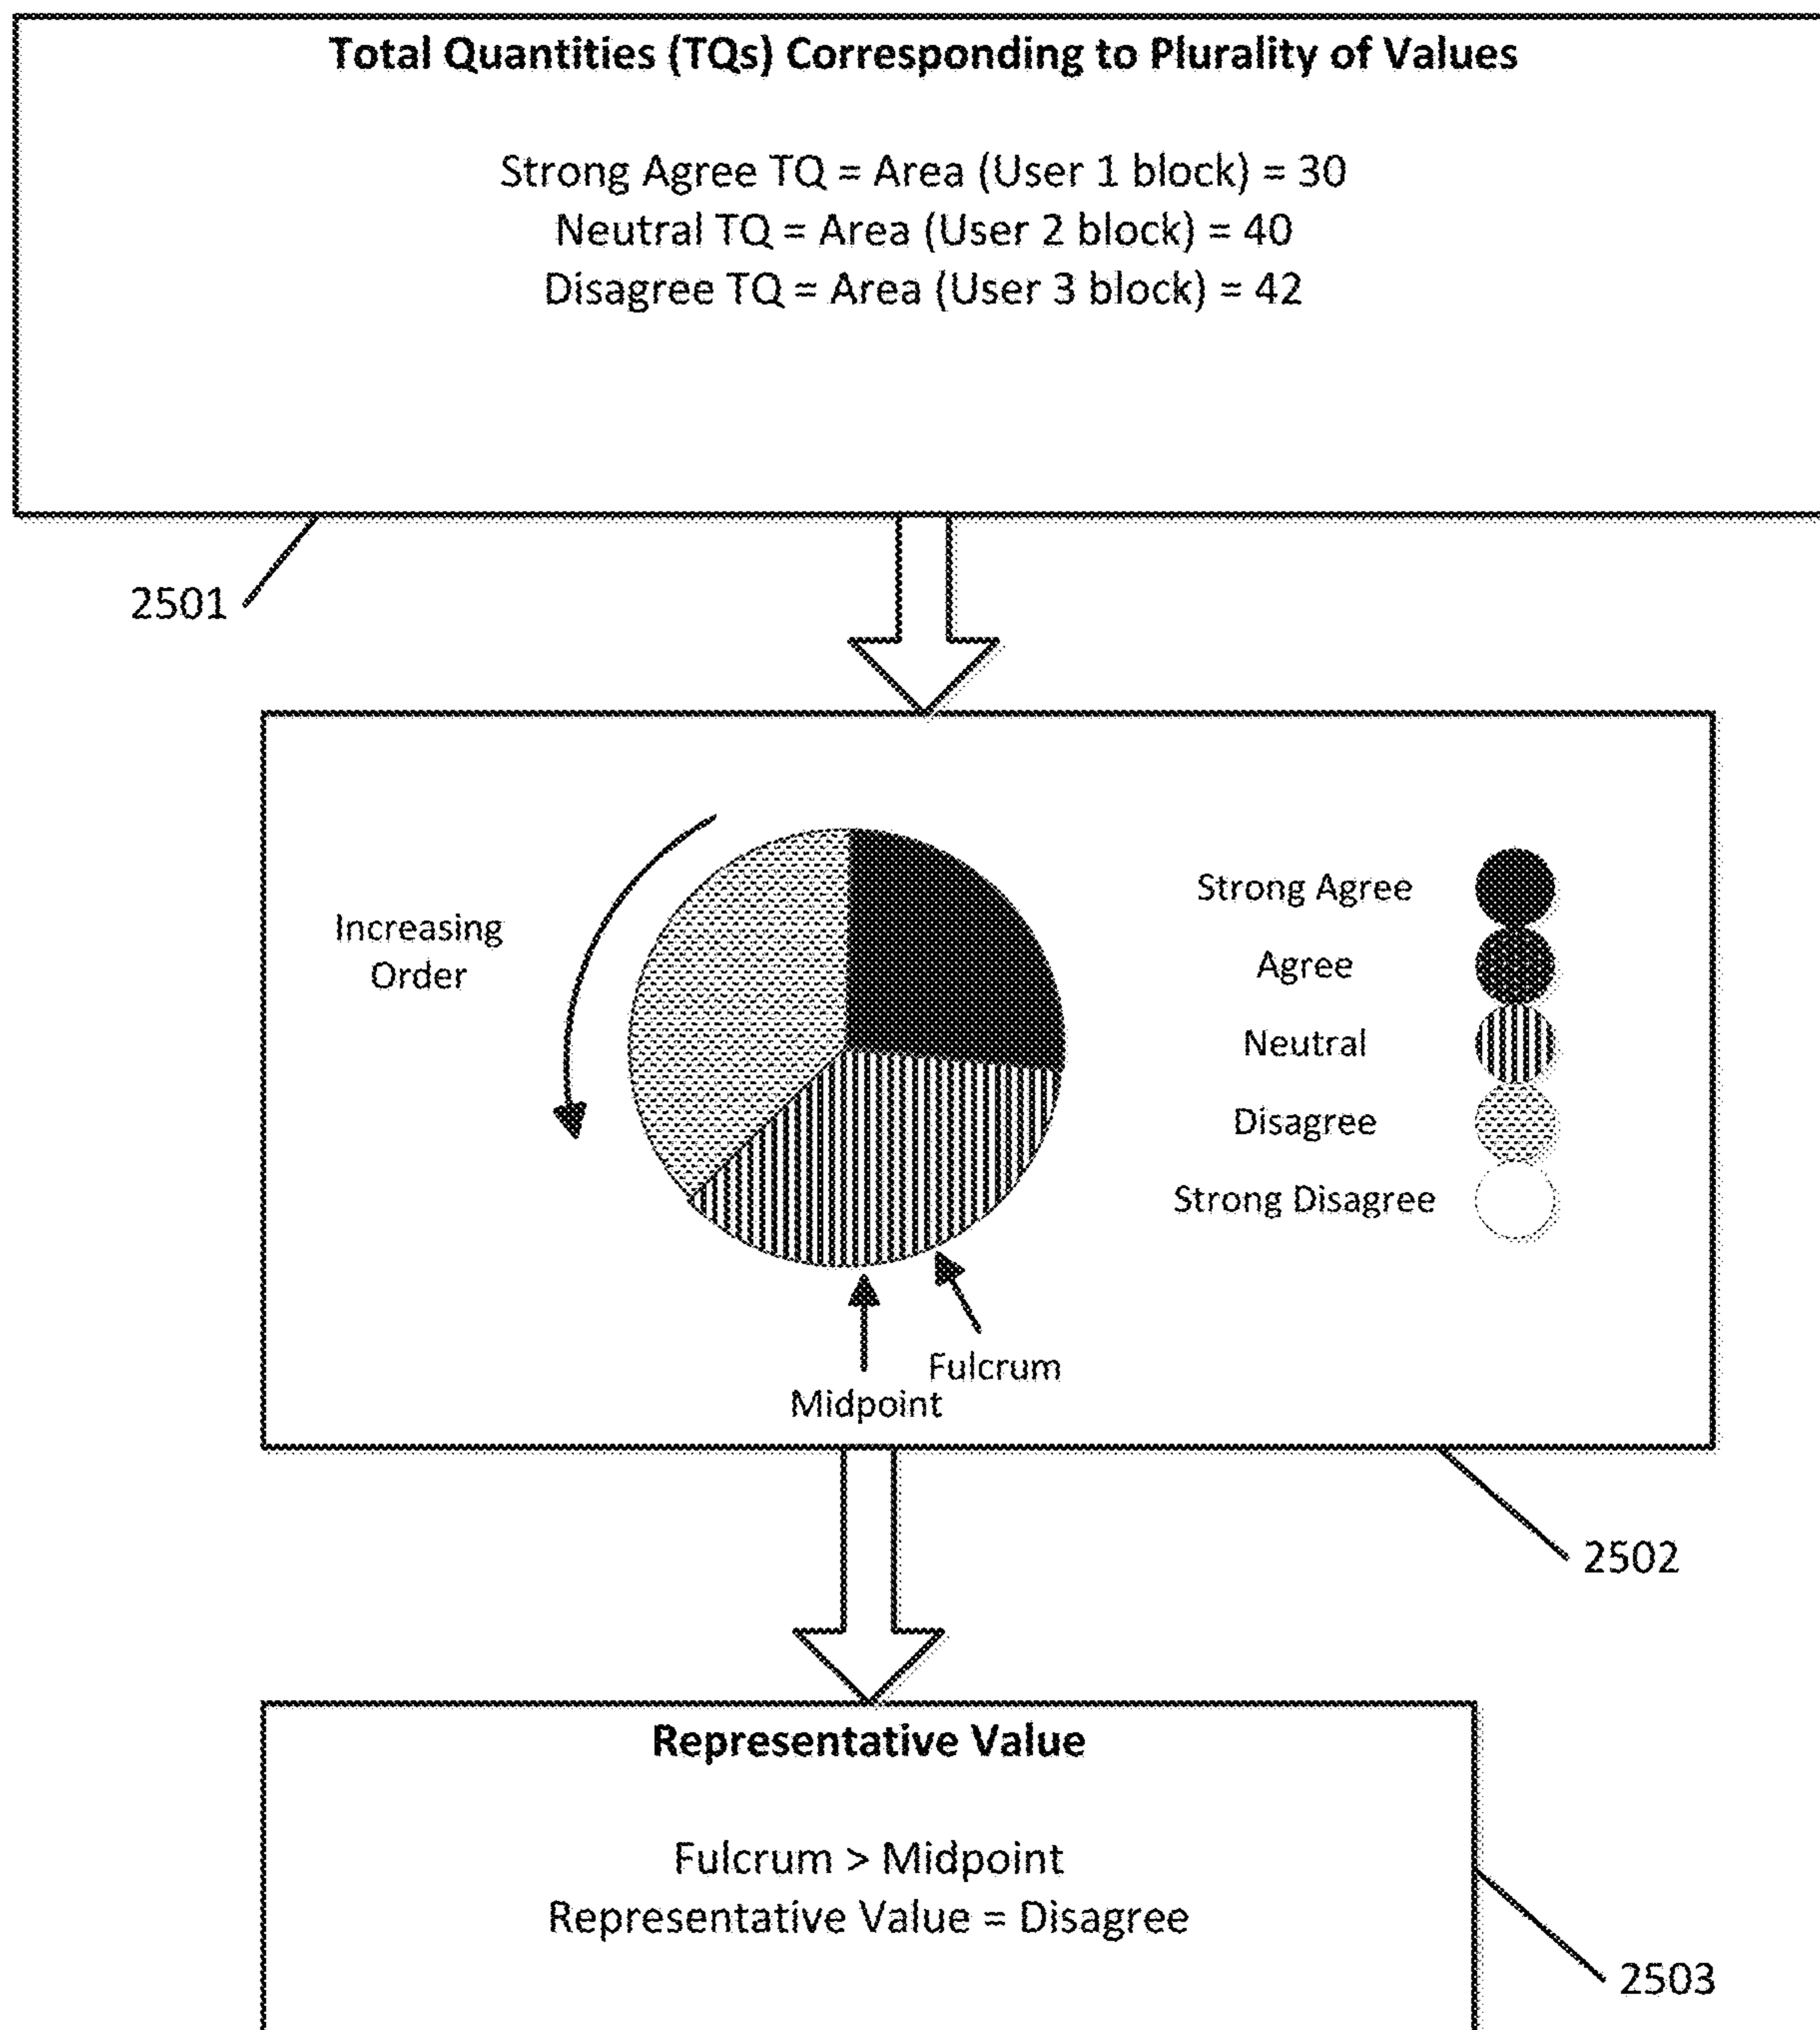 Total Quantities (TQs) Corresponding to Plurality of Values
Strong Agree TQ = Area (User 1 block) = 30
Neutral TQ = Area (User 2 block) = 40
Disagree TQ = Area (User 3 block) = 42
2501
Increasing
Order
Strong Agree
Agree
Neutral
Disagree
Strong Disagree
Fulcrum
Midpoint
2502
Representative Value
Fulcrum > Midpoint
Representative Value = Disagree
2503